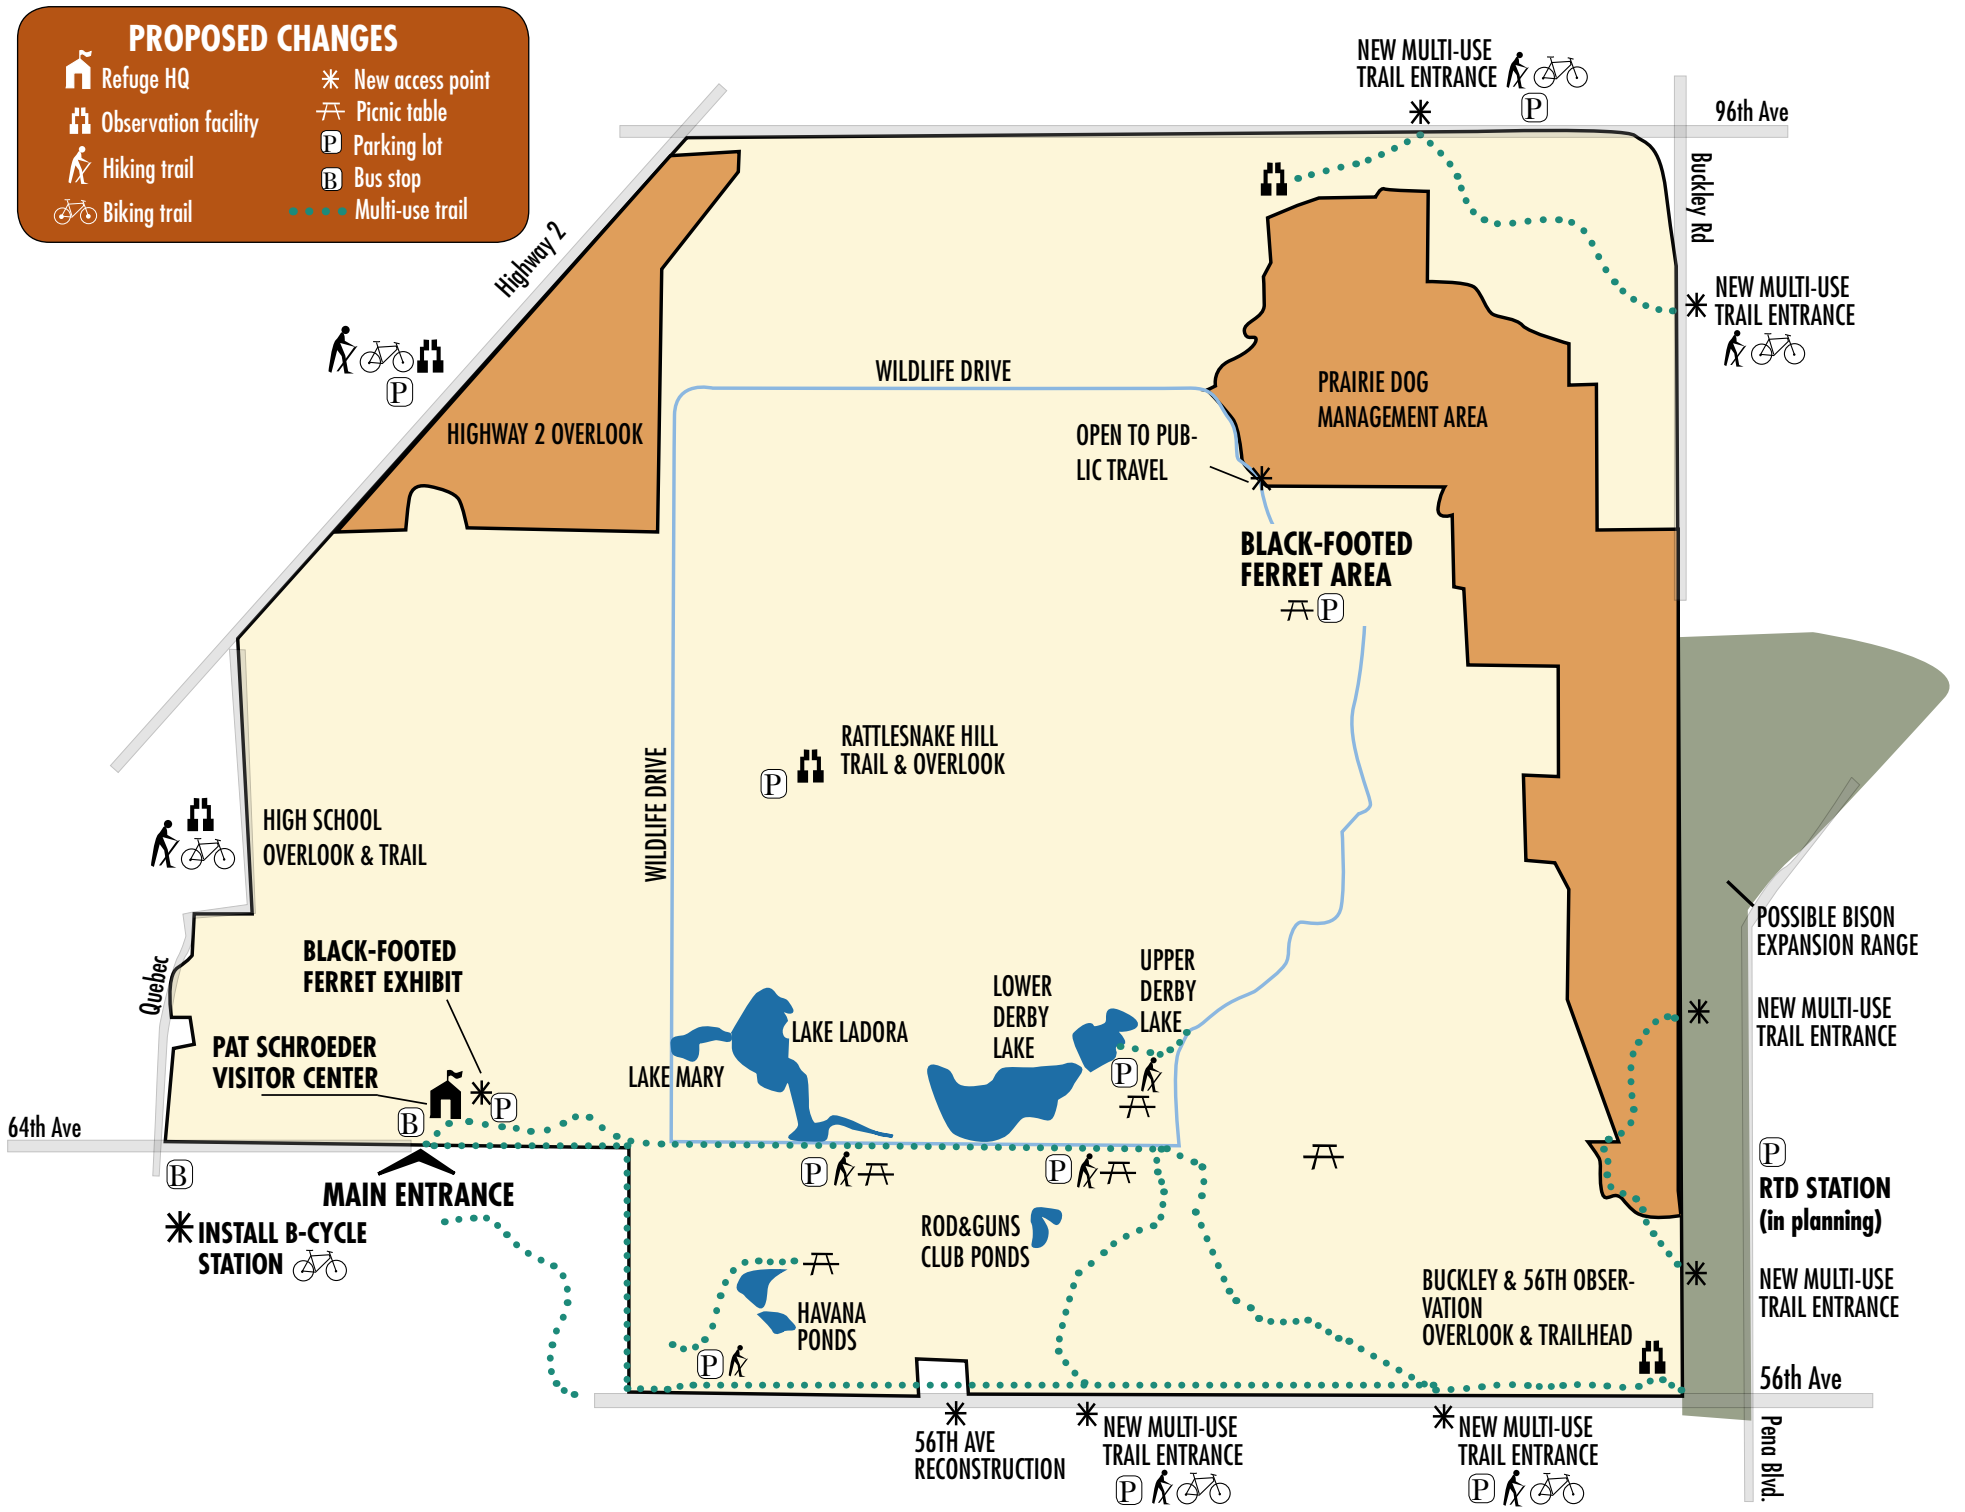 PROPOSED CHANGES
Refuge HQ
Observation facility
Hiking trail
Biking trail
New access point
Picnic table
P Parking lot
B Bus stop
Multi-use trail
NEW MULTI-USE
TRAIL ENTRANCE
P
96th Ave
Buckley Rd
Highway 2
NEW MULTI-USE
TRAIL ENTRANCE
P
HIGHWAY 2 OVERLOOK
WILDLIFE DRIVE
PRAIRIE DOG
MANAGEMENT AREA
OPEN TO PUB-
LIC TRAVEL
BLACK-FOOTED
FERRET AREA
P
WILDLIFE DRIVE
RATTLESNAKE HILL
TRAIL & OVERLOOK
P
HIGH SCHOOL
OVERLOOK & TRAIL
Quebec
BLACK-FOOTED
FERRET EXHIBIT
PAT SCHROEDER
VISITOR CENTER
P
B
LAKE MARY
LAKE LADORA
LOWER
DERBY
LAKE
UPPER
DERBY
LAKE
P
POSSIBLE BISON
EXPANSION RANGE
NEW MULTI-USE
TRAIL ENTRANCE
64th Ave
B
MAIN ENTRANCE
INSTALL B-CYCLE
STATION
P
P
ROD&GUNS
CLUB PONDS
HAVANA
PONDS
P
P
RTD STATION
(in planning)
NEW MULTI-USE
TRAIL ENTRANCE
BUCKLEY & 56TH OBSER-
VATION
OVERLOOK & TRAILHEAD
56th Ave
Pena Blvd.
56TH AVE
RECONSTRUCTION
NEW MULTI-USE
TRAIL ENTRANCE
P
NEW MULTI-USE
TRAIL ENTRANCE
P